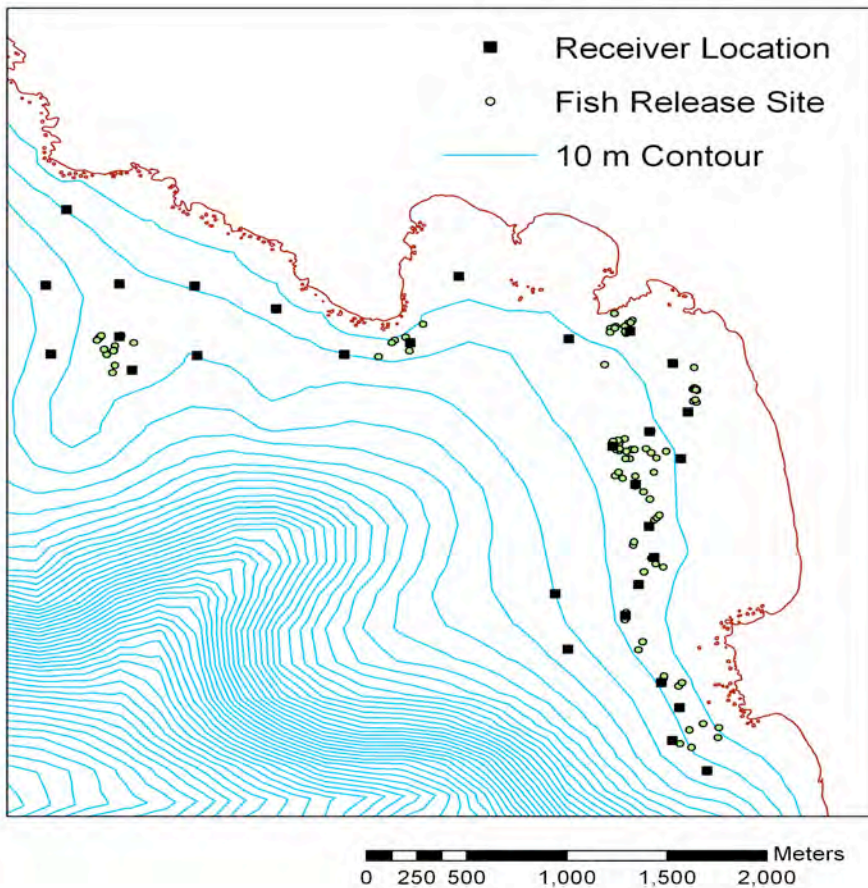 Receiver Location
Fish Release Site
10 m Contour
Meters
0 250 500 1,000 1,500 2,000